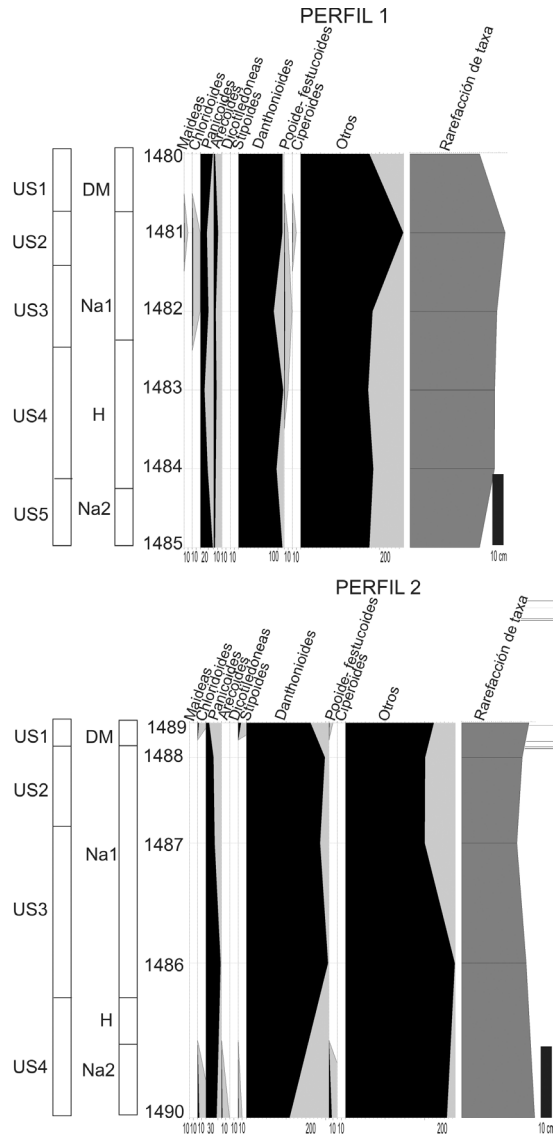 PERFIL 1
Maideas
Chloridoides
Panicoides
Arecoides
Dicotiledóneas
Stipoides
Danthonioides
Pooide- festucoides
Ciperoides
Otros
Rarefacción de taxa
US1
US2
US3
US4
US5
DM
Na1
H
Na2
1480
1481
1482
1483
1484
1485
10 10 20 10 10 10 100 10 10 200 10 cm
PERFIL 2
Maideas
Chloridoides
Panicoides
Arecoides
Dicotiledóneas
Stipoides
Danthonioides
Pooide- festucoides
Ciperoides
Otros
Rarefacción de taxa
US1
US2
US3
US4
DM
Na1
H
Na2
1489
1488
1487
1486
1490
10 10 30 10 10 10 200 10 10 200 10 cm